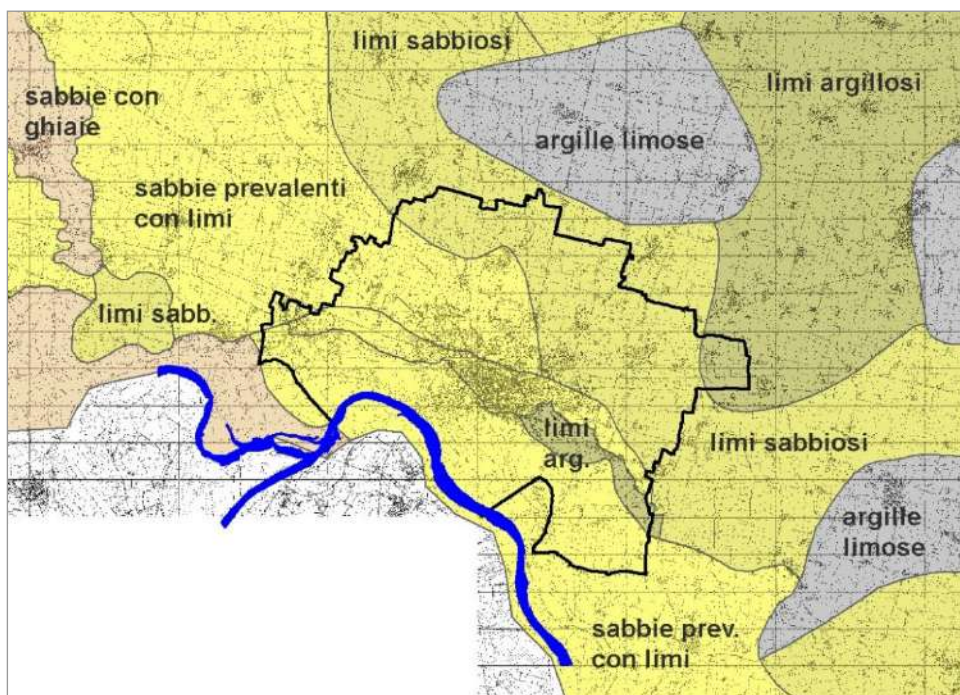 limi sabbiosi
limi argillosi
sabbie con
ghiaie
argille limose
sabbie prevalenti
con limi
limi sabb.
limi
arg.
limi sabbiosi
argille
limose
sabbie prev.
con limi